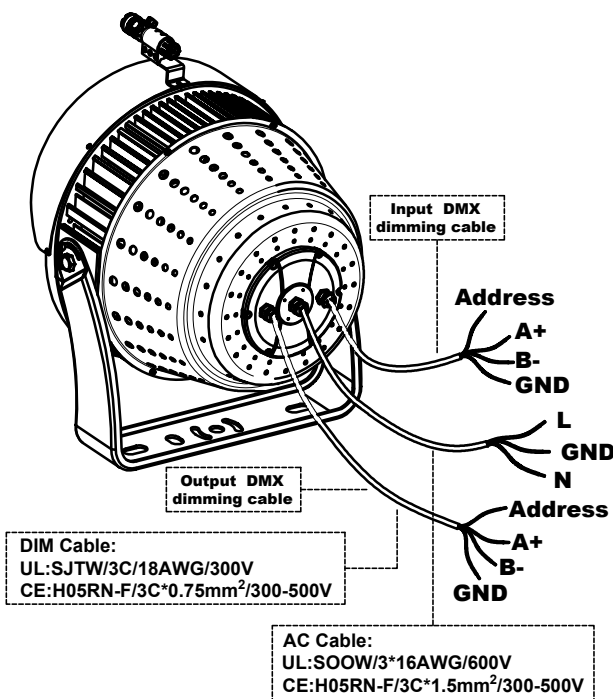 Input DMX
dimming cable
Address
A+
B-
GND
L
GND
N
Output DMX
dimming cable
Address
A+
B-
GND
DIM Cable:
UL:SJTW/3C/18AWG/300V
CE:H05RN-F/3C*0.75mm²/300-500V
AC Cable:
UL:SOOW/3*16AWG/600V
CE:H05RN-F/3C*1.5mm²/300-500V